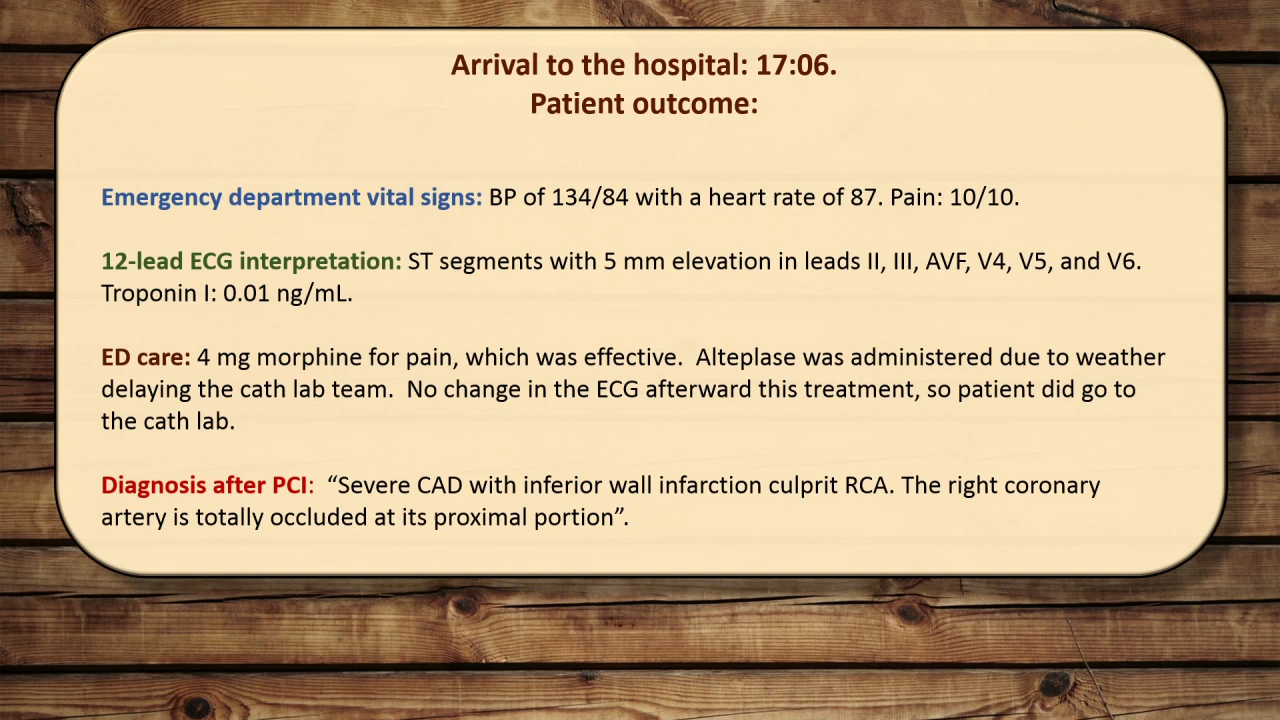 Arrival to the hospital: 17:06.
Patient outcome:
Emergency department vital signs: BP of 134/84 with a heart rate of 87. Pain: 10/10.
12-lead ECG interpretation: ST segments with 5 mm elevation in leads II, III, AVF, V4, V5, and V6.
Troponin I: 0.01 ng/mL.
ED care: 4 mg morphine for pain, which was effective.  Alteplase was administered due to weather
delaying the cath lab team.  No change in the ECG afterward this treatment, so patient did go to
the cath lab.
Diagnosis after PCI:  “Severe CAD with inferior wall infarction culprit RCA. The right coronary
artery is totally occluded at its proximal portion”.